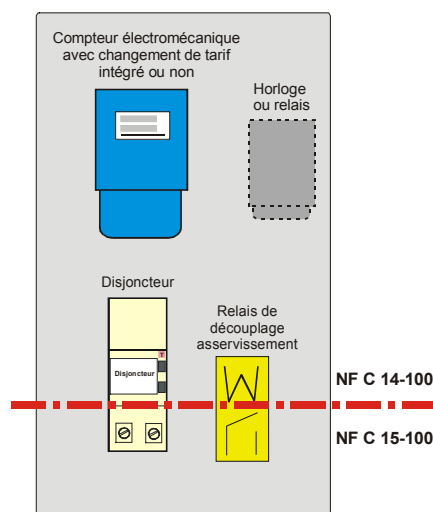 Compteur électromécanique
avec changement de tarif
intégré ou non
Horloge
ou relais
Disjoncteur
Relais de
découplage
asservissement
T
Disjoncteur
NF C 14-100
NF C 15-100